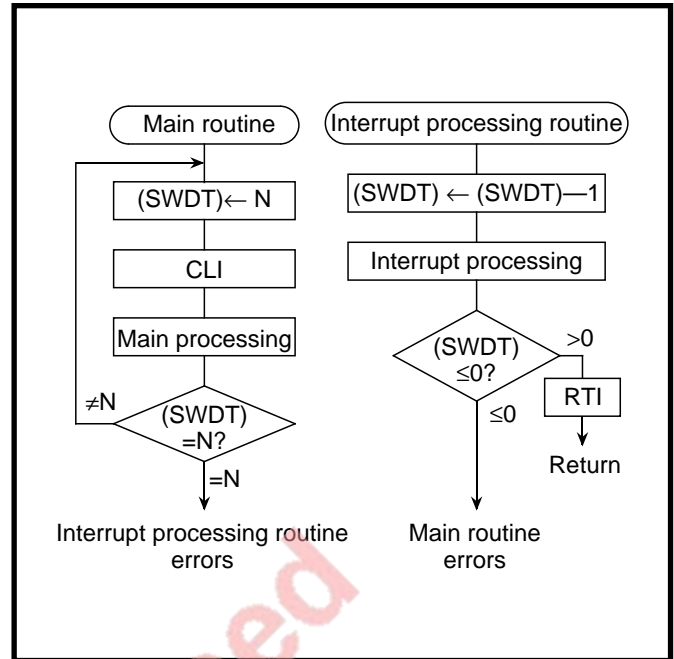 Main routine
(SWDT)← N
CLI
Main processing
(SWDT)
=N?
≠N
=N
Interrupt processing routine
errors
Interrupt processing routine
(SWDT) ← (SWDT)—1
Interrupt processing
(SWDT)
≤0?
>0
RTI
Return
≤0
Main routine
errors